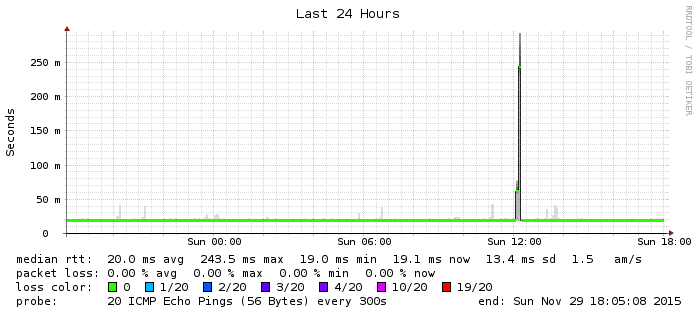 Last 24 Hours
RRDTOOL / TOBI OETIKER
Seconds
250 m
200 m
150 m
100 m
50 m
0
Sun 00:00 Sun 06:00 Sun 12:00 Sun 18:00
median rtt: 20.0 ms avg 243.5 ms max 19.0 ms min 19.1 ms now 13.4 ms sd 1.5 am/s
packet loss: 0.00 % avg 0.00 % max 0.00 % min 0.00 % now
loss color: 0 1/20 2/20 3/20 4/20 10/20 19/20
probe: 20 ICMP Echo Pings (56 Bytes) every 300s end: Sun Nov 29 18:05:08 2015